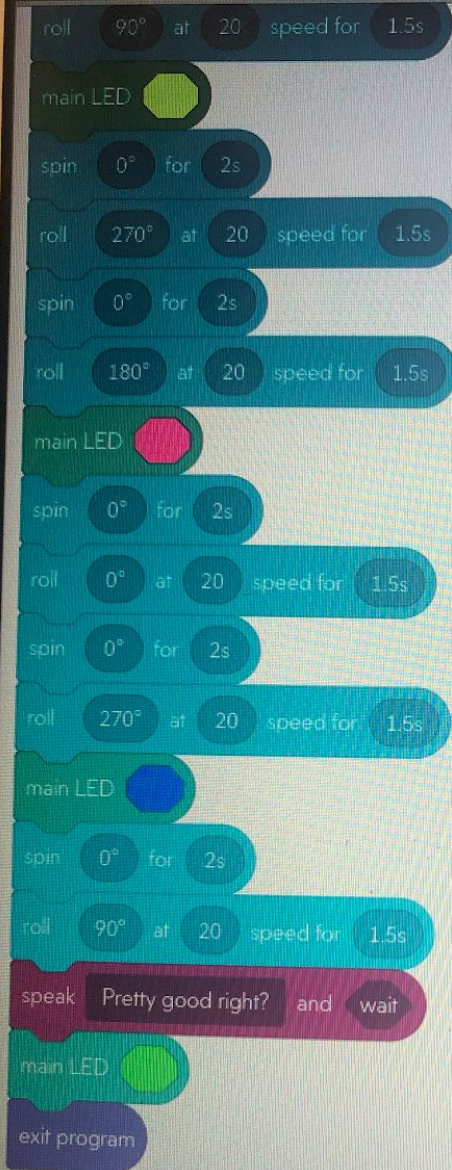 roll 90° at 20 speed for 1.5s
main LED
spin 0° for 2s
roll 270° at 20 speed for 1.5s
spin 0° for 2s
roll 180° at 20 speed for 1.5s
main LED
spin 0° for 2s
roll 0° at 20 speed for 1.5s
spin 0° for 2s
roll 270° at 20 speed for 1.5s
main LED
spin 0° for 2s
roll 90° at 20 speed for 1.5s
speak Pretty good right? and wait
main LED
exit program